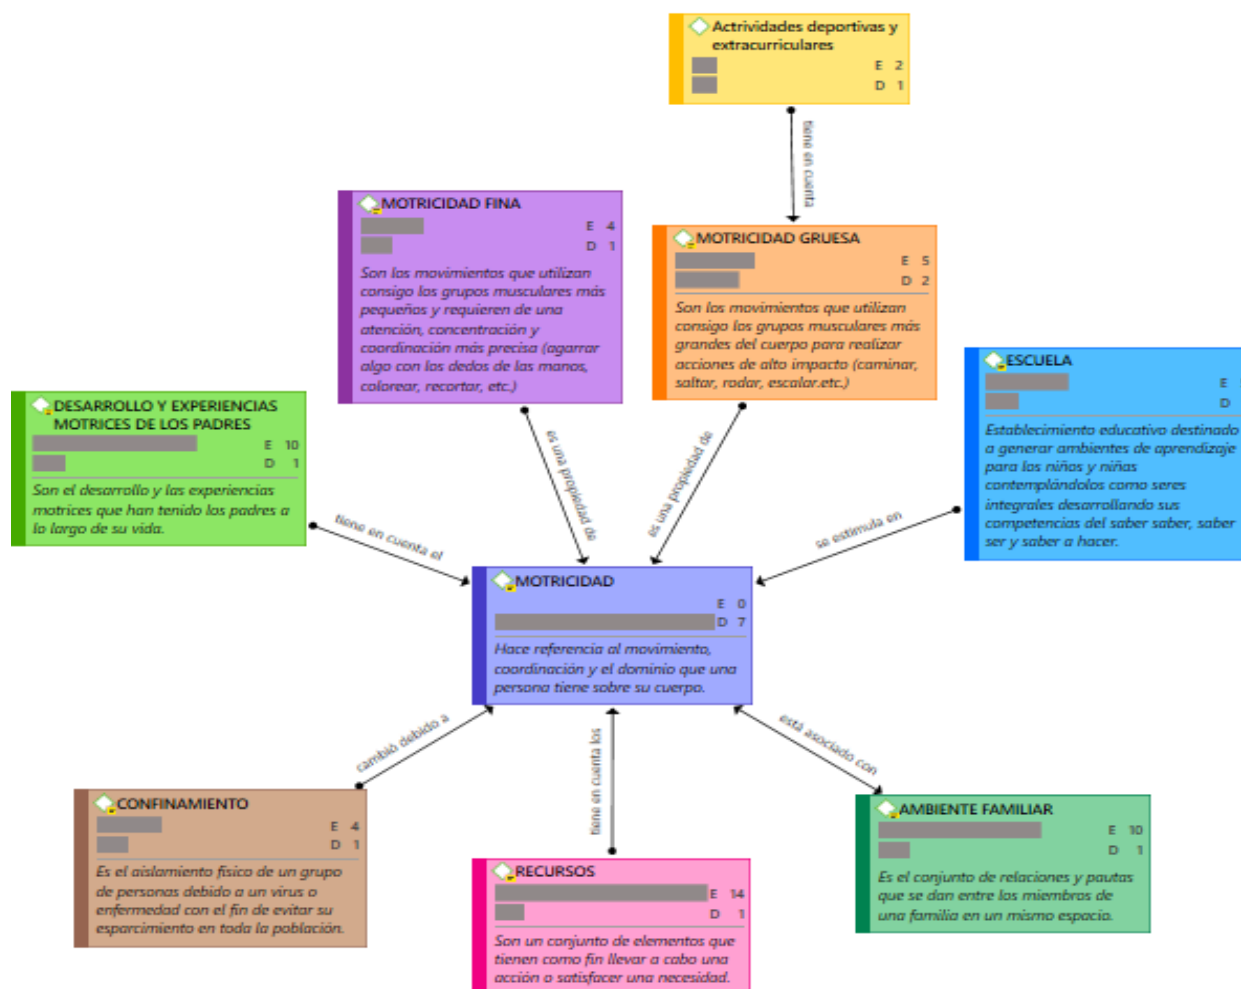 Actrividades deportivas y
extracurriculares
E 2
D 1
tiene en cuenta
MOTRICIDAD FINA
E 4
D 1
Son los movimientos que utilizan
consigo los grupos musculares más
pequeños y requieren de una
atención, concentración y
coordinación más precisa (agarrar
algo con los dedos de las manos,
colorear, recortar, etc.)
MOTRICIDAD GRUESA
E 5
D 2
Son los movimientos que utilizan
consigo los grupos musculares más
grandes del cuerpo para realizar
acciones de alto impacto (caminar,
saltar, rodar, escalar.etc.)
ESCUELA
E
D
Establecimiento educativo destinado
a generar ambientes de aprendizaje
para los niños y niñas
contemplándolos como seres
integrales desarrollando sus
competencias del saber saber, saber
ser y saber a hacer.
DESARROLLO Y EXPERIENCIAS
MOTRICES DE LOS PADRES
E 10
D 1
Son el desarrollo y las experiencias
motrices que han tenido los padres a
lo largo de su vida.
tiene en cuenta el
es una propiedad de
es una propiedad de
se estimula en
MOTRICIDAD
E 0
D 7
Hace referencia al movimiento,
coordinación y el dominio que una
persona tiene sobre su cuerpo.
cambió debido a
tiene en cuenta los
está asociado con
CONFINAMIENTO
E 4
D 1
Es el aislamiento físico de un grupo
de personas debido a un virus o
enfermedad con el fin de evitar su
esparcimiento en toda la población.
RECURSOS
E 14
D 1
Son un conjunto de elementos que
tienen como fin llevar a cabo una
acción o satisfacer una necesidad.
AMBIENTE FAMILIAR
E 10
D 1
Es el conjunto de relaciones y pautas
que se dan entre los miembros de
una familia en un mismo espacio.